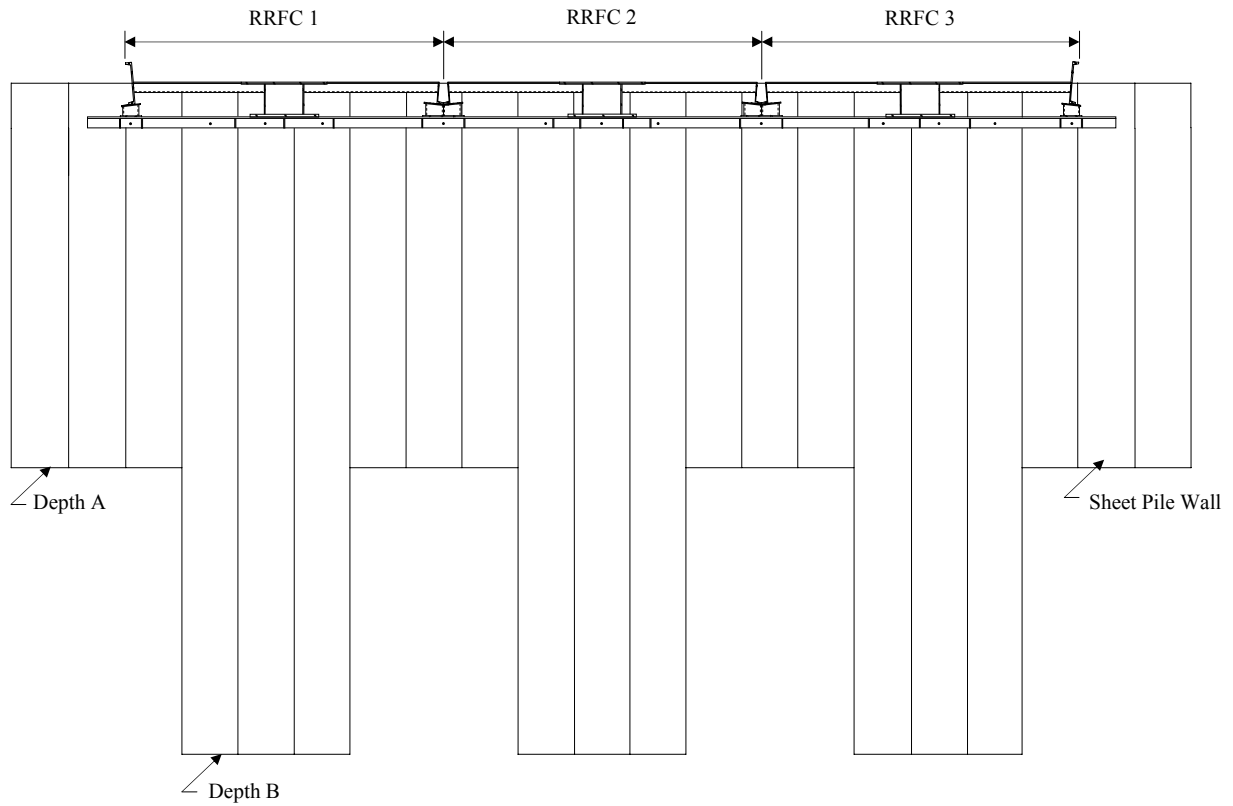 RRFC 1
RRFC 2
RRFC 3
Depth A
Sheet Pile Wall
Depth B